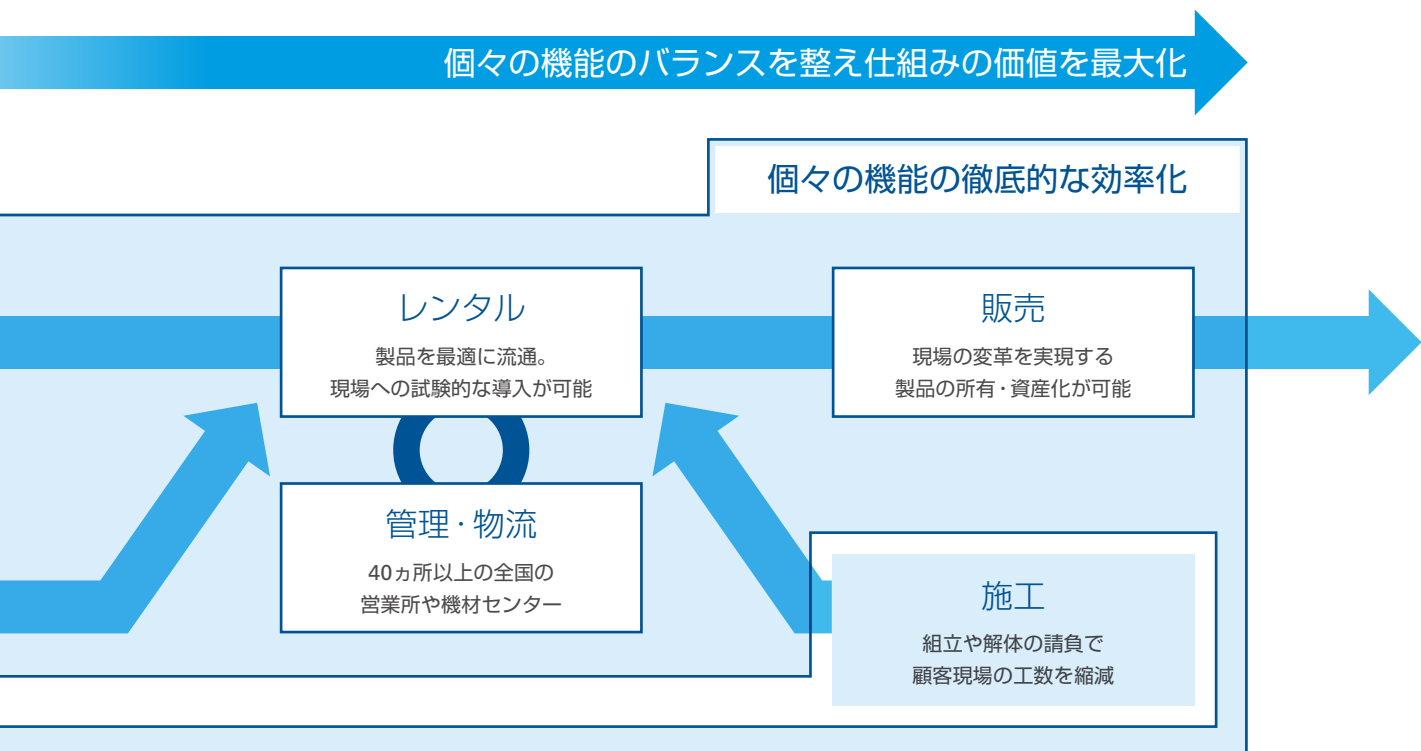 個々の機能のバランスを整え仕組みの価値を最大化
個々の機能の徹底的な効率化
レンタル
製品を最適に流通。
現場への試験的な導入が可能
販売
現場の変革を実現する
製品の所有・資産化が可能
管理・物流
40ヵ所以上の全国の
営業所や機材センター
施工
組立や解体の請負で
顧客現場の工数を縮減